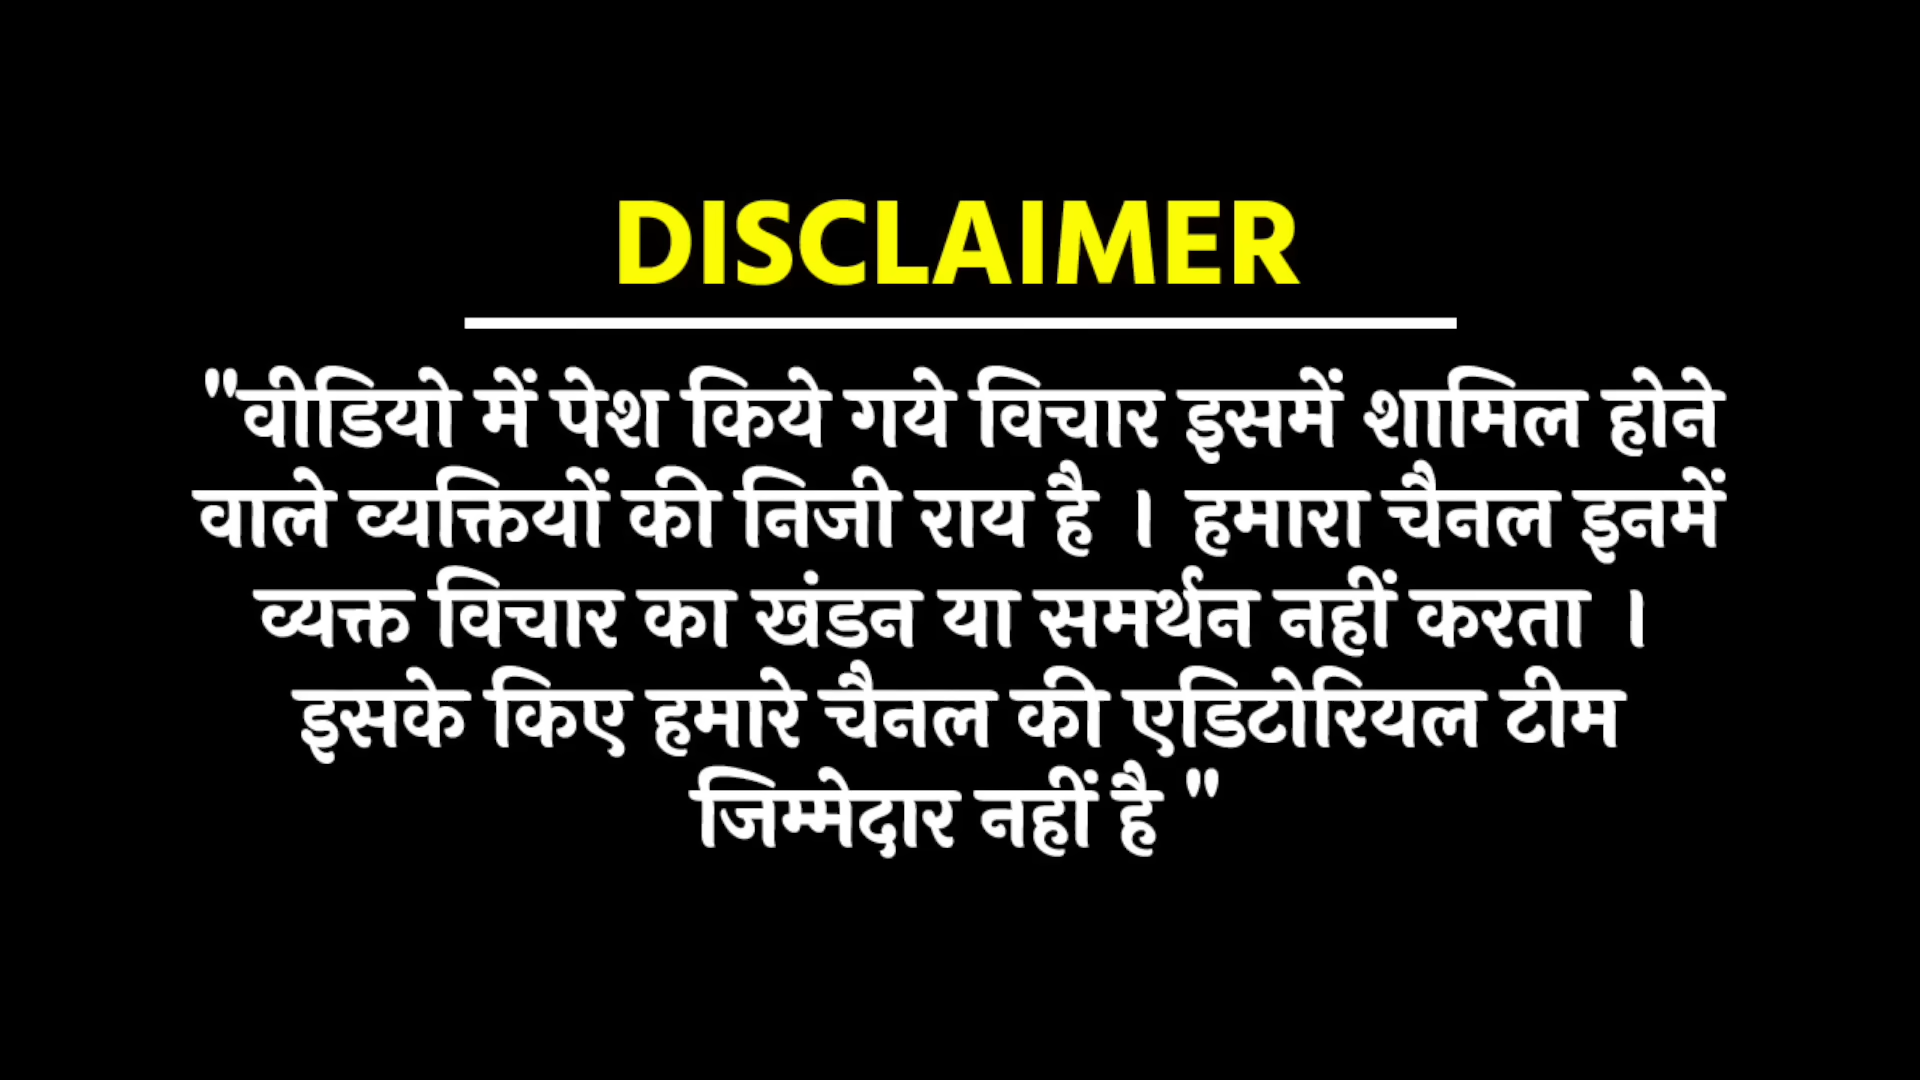 DISCLAIMER
"वीडियो में पेश किये गये विचार इसमें शामिल होने
वाले व्यक्तियों की निजी राय है । हमारा चैनल इनमें
व्यक्त विचार का खंडन या समर्थन नहीं करता ।
इसके किए हमारे चैनल की एडिटोरियल टीम
जिम्मेदार नहीं है "